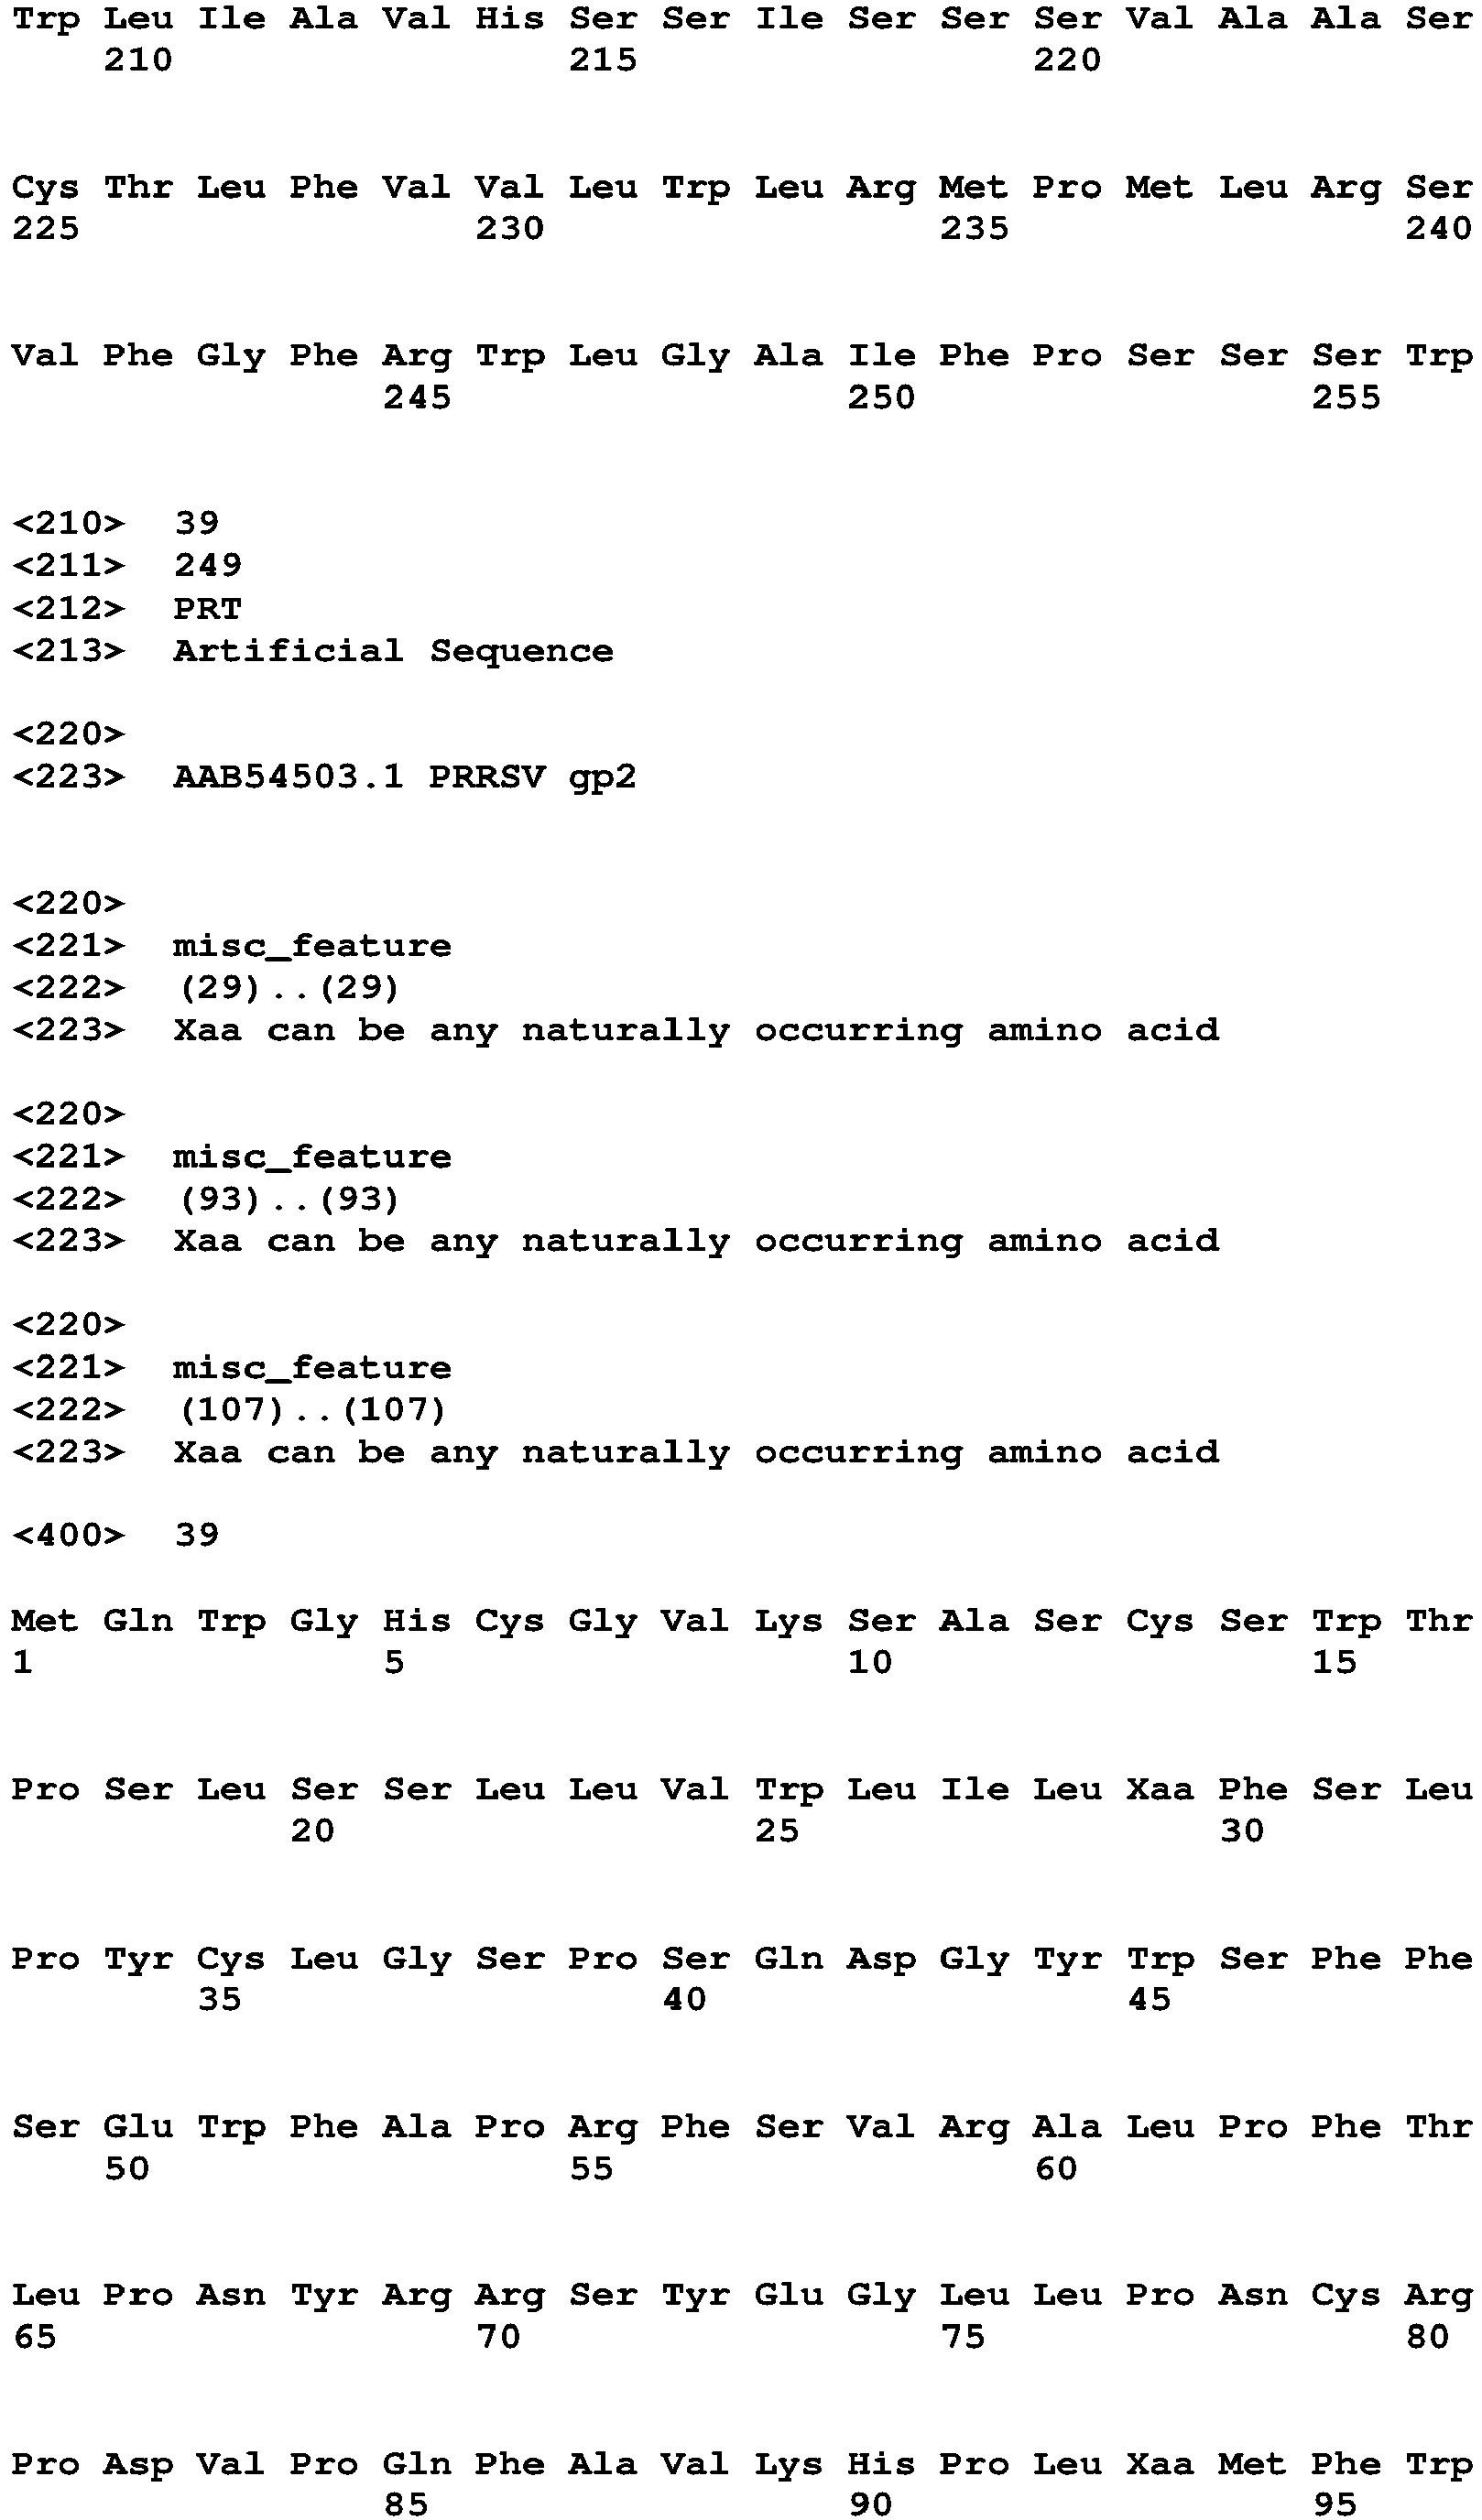 Trp Leu Ile Ala Val His Ser Ser Ile Ser Ser Ser Val Ala Ala Ser
210 215 220
Cys Thr Leu Phe Val Val Leu Trp Leu Arg Met Pro Met Leu Arg Ser
225 230 235 240
Val Phe Gly Phe Arg Trp Leu Gly Ala Ile Phe Pro Ser Ser Ser Trp
245 250 255
<210> 39
<211> 249
<212> PRT
<213> Artificial Sequence
<220>
<223> AAB54503.1 PRRSV gp2
<220>
<221> misc_feature
<222> (29)..(29)
<223> Xaa can be any naturally occurring amino acid
<220>
<221> misc_feature
<222> (93)..(93)
<223> Xaa can be any naturally occurring amino acid
<220>
<221> misc_feature
<222> (107)..(107)
<223> Xaa can be any naturally occurring amino acid
<400> 39
Met Gln Trp Gly His Cys Gly Val Lys Ser Ala Ser Cys Ser Trp Thr
1 5 10 15
Pro Ser Leu Ser Ser Leu Leu Val Trp Leu Ile Leu Xaa Phe Ser Leu
20 25 30
Pro Tyr Cys Leu Gly Ser Pro Ser Gln Asp Gly Tyr Trp Ser Phe Phe
35 40 45
Ser Glu Trp Phe Ala Pro Arg Phe Ser Val Arg Ala Leu Pro Phe Thr
50 55 60
Leu Pro Asn Tyr Arg Arg Ser Tyr Glu Gly Leu Leu Pro Asn Cys Arg
65 70 75 80
Pro Asp Val Pro Gln Phe Ala Val Lys His Pro Leu Xaa Met Phe Trp
85 90 95